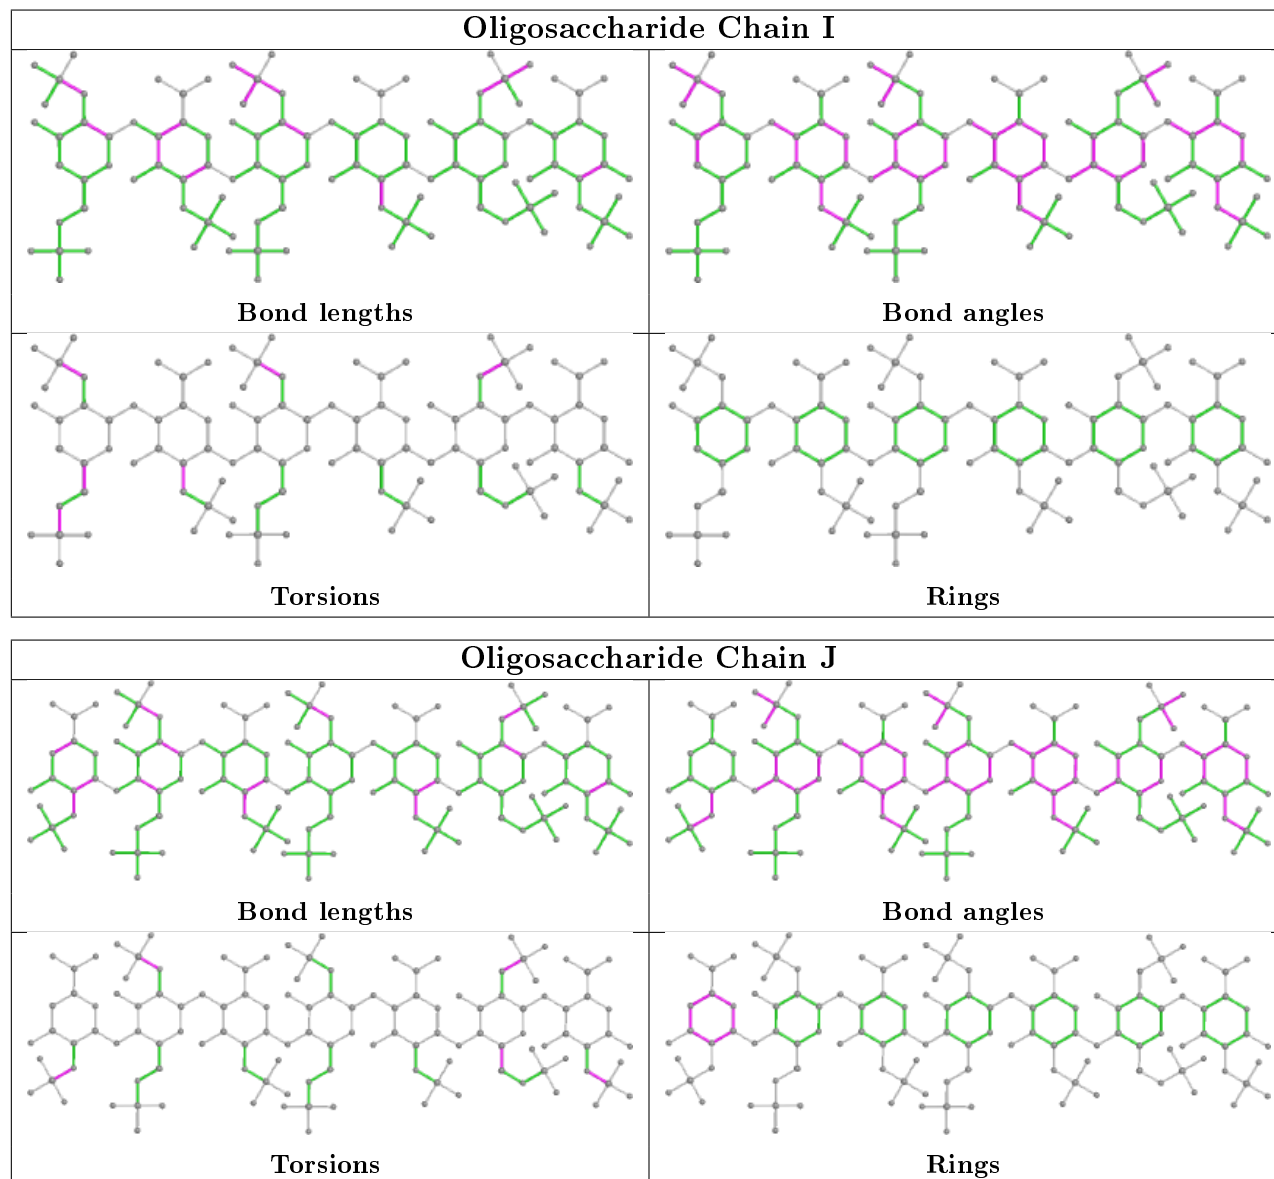 Oligosaccharide Chain I
Bond lengths
Bond angles
Torsions
Rings
Oligosaccharide Chain J
Bond lengths
Bond angles
Torsions
Rings